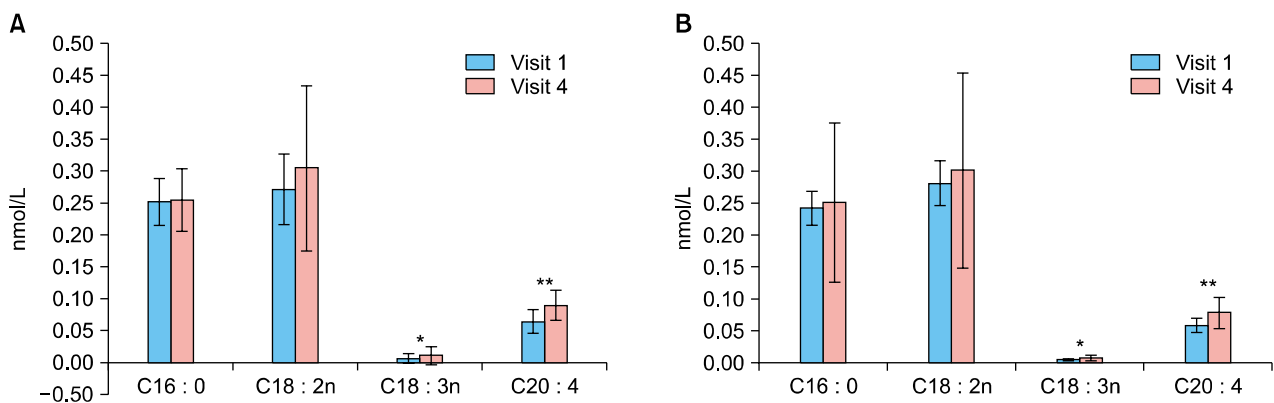 A
0.50
0.45
0.40
0.35
0.30
0.25
0.20
0.15
0.10
0.05
0.00
−0.50
nmol/L
Visit 1
Visit 4
*
**
C16 : 0
C18 : 2n
C18 : 3n
C20 : 4
B
0.50
0.45
0.40
0.35
0.30
0.25
0.20
0.15
0.10
0.05
0.00
nmol/L
Visit 1
Visit 4
*
**
C16 : 0
C18 : 2n
C18 : 3n
C20 : 4